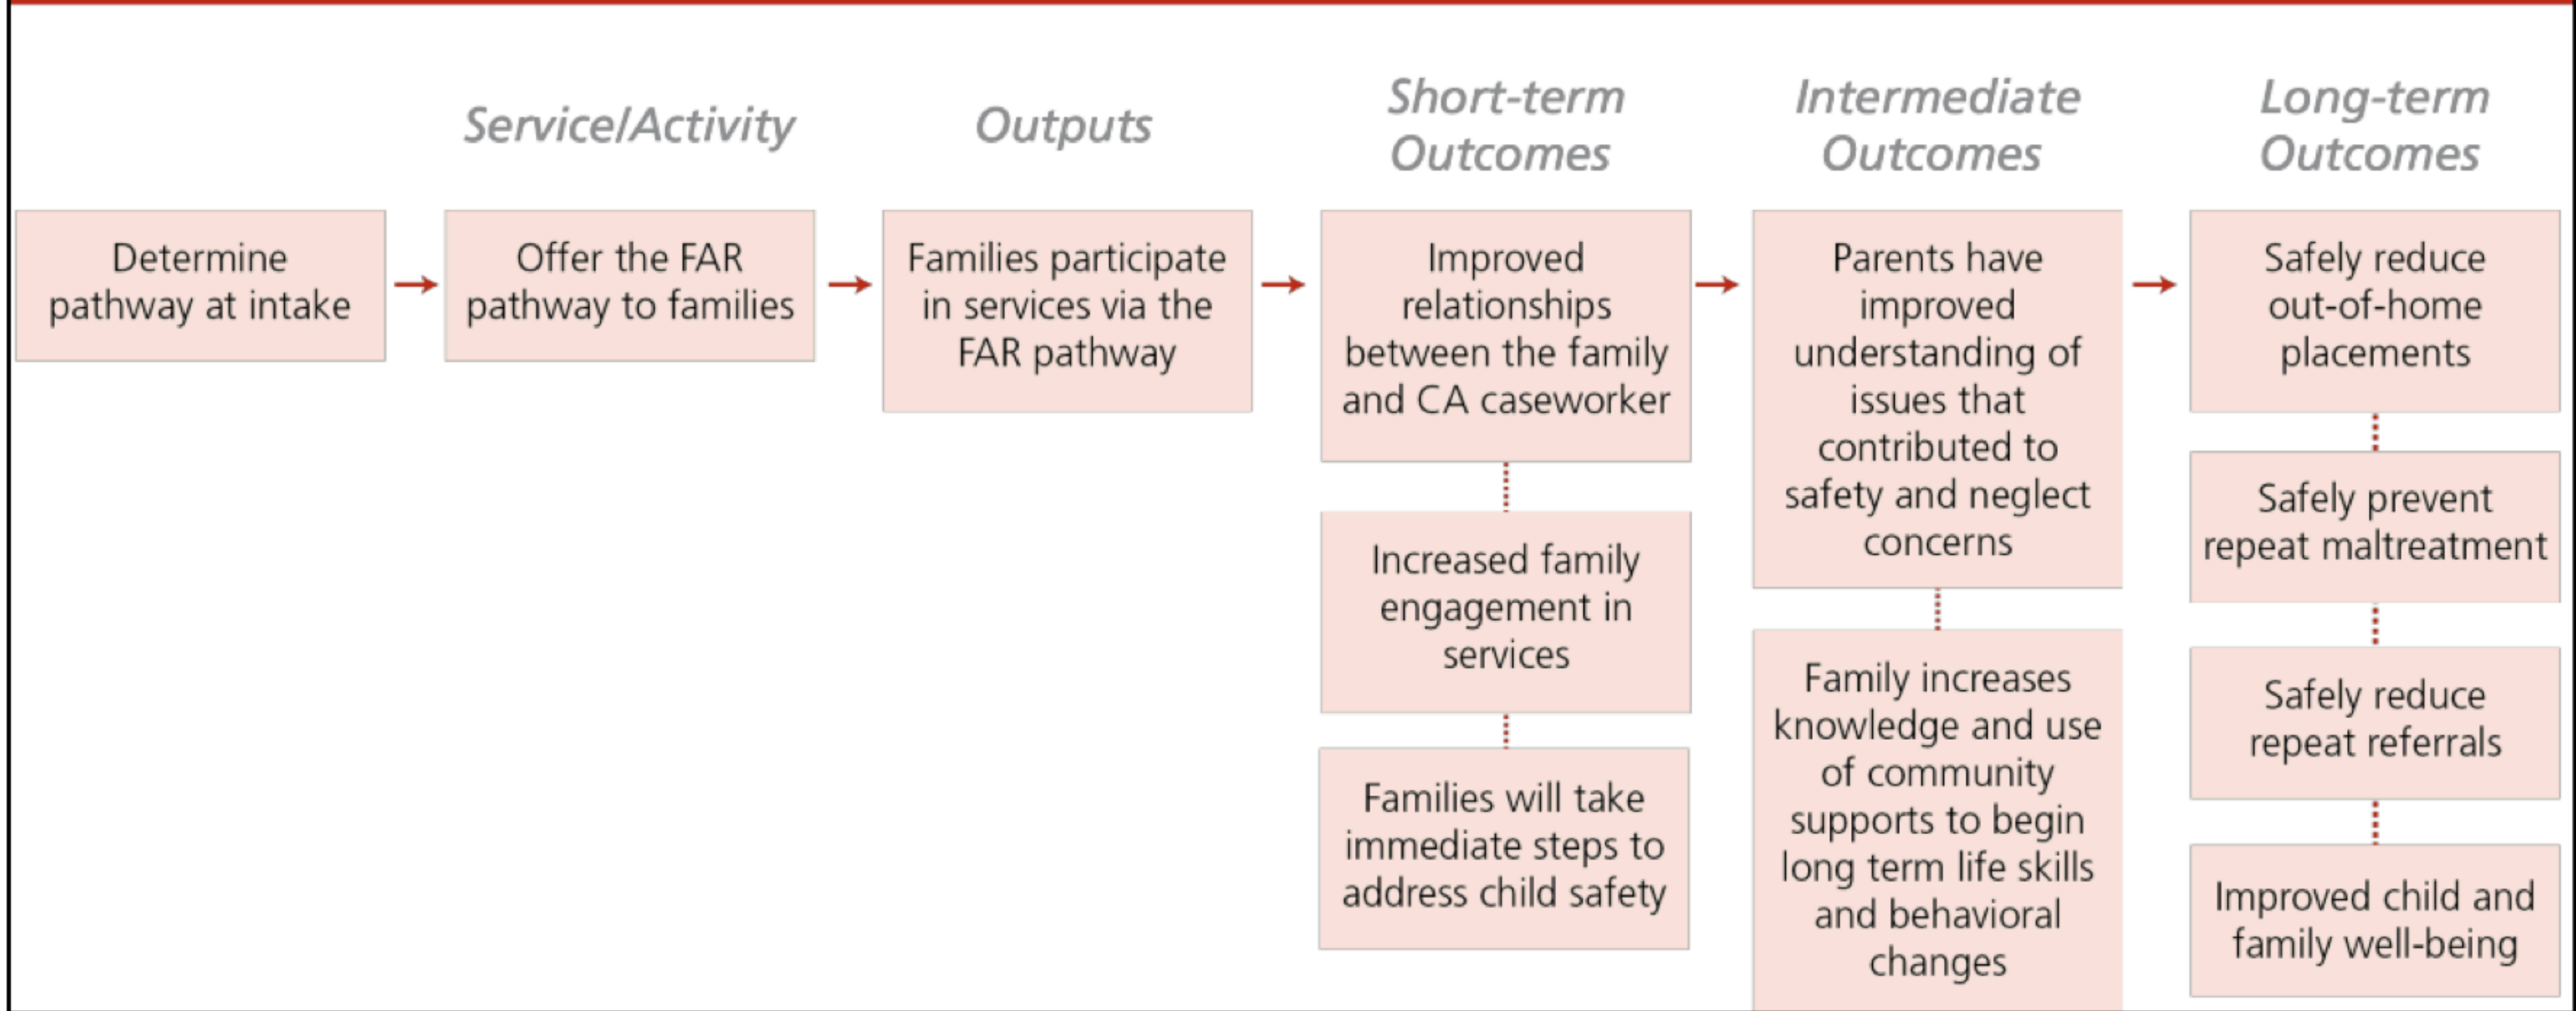 Service/Activity
Outputs
Short-term
Outcomes
Intermediate
Outcomes
Long-term
Outcomes
Determine
pathway at intake
Offer the FAR
pathway to families
Families participate
in services via the
FAR pathway
Improved
relationships
between the family
and CA caseworker
Increased family
engagement in
services
Families will take
immediate steps to
address child safety
Parents have
improved
understanding of
issues that
contributed to
safety and neglect
concerns
Family increases
knowledge and use
of community
supports to begin
long term life skills
and behavioral
changes
Safely reduce
out-of-home
placements
Safely prevent
repeat maltreatment
Safely reduce
repeat referrals
Improved child and
family well-being